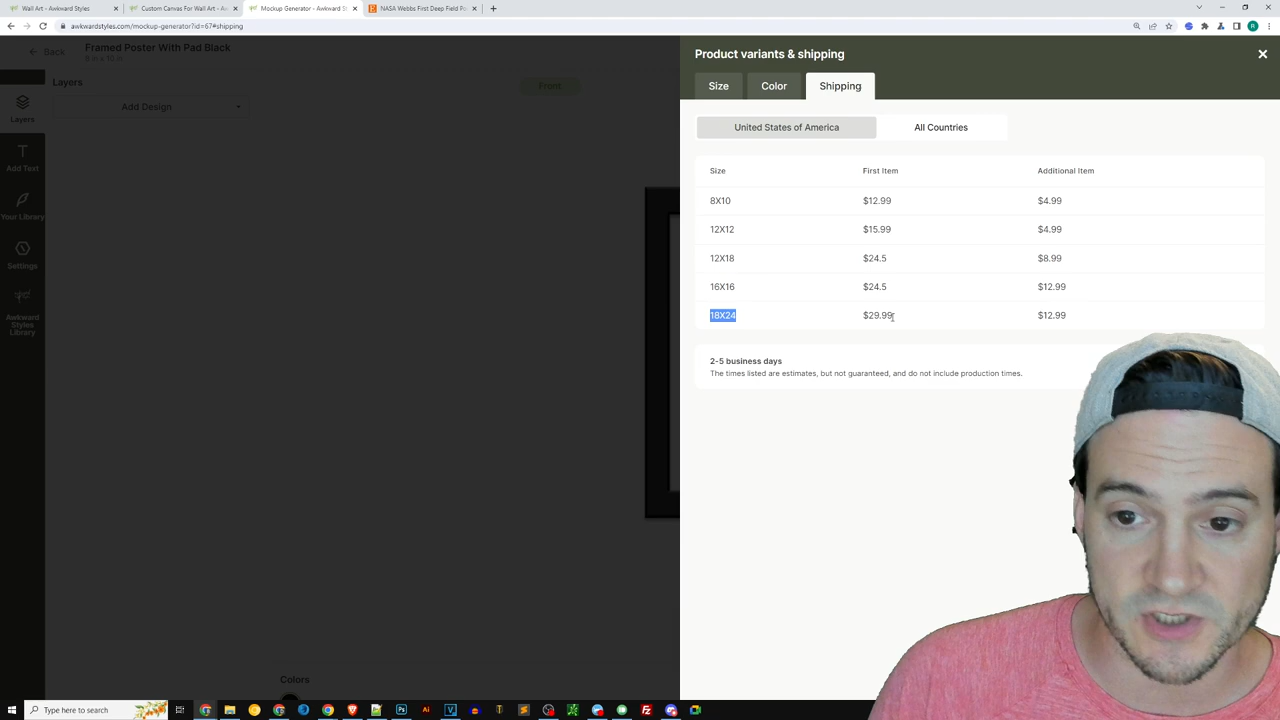 Wall Art - Awkward Styles
Custom Canvas For Wall Art - Aw
Mockup Generator - Awkward St
NASA Webbs First Deep Field Po
awkwardstyles.com/mockup-generator?id=67#shipping
Back
Framed Poster With Pad Black
8 in x 10 in
Layers
Add Design
Front
Layers
Add Text
Your Library
Settings
Awkward Styles Library
Colors
Product variants & shipping
Size
Color
Shipping
United States of America
All Countries
Size First Item Additional Item
8X10 $12.99 $4.99
12X12 $15.99 $4.99
12X18 $24.5 $8.99
16X16 $24.5 $12.99
18X24 $29.99 $12.99
2-5 business days
The times listed are estimates, but not guaranteed, and do not include production times.
Type here to search